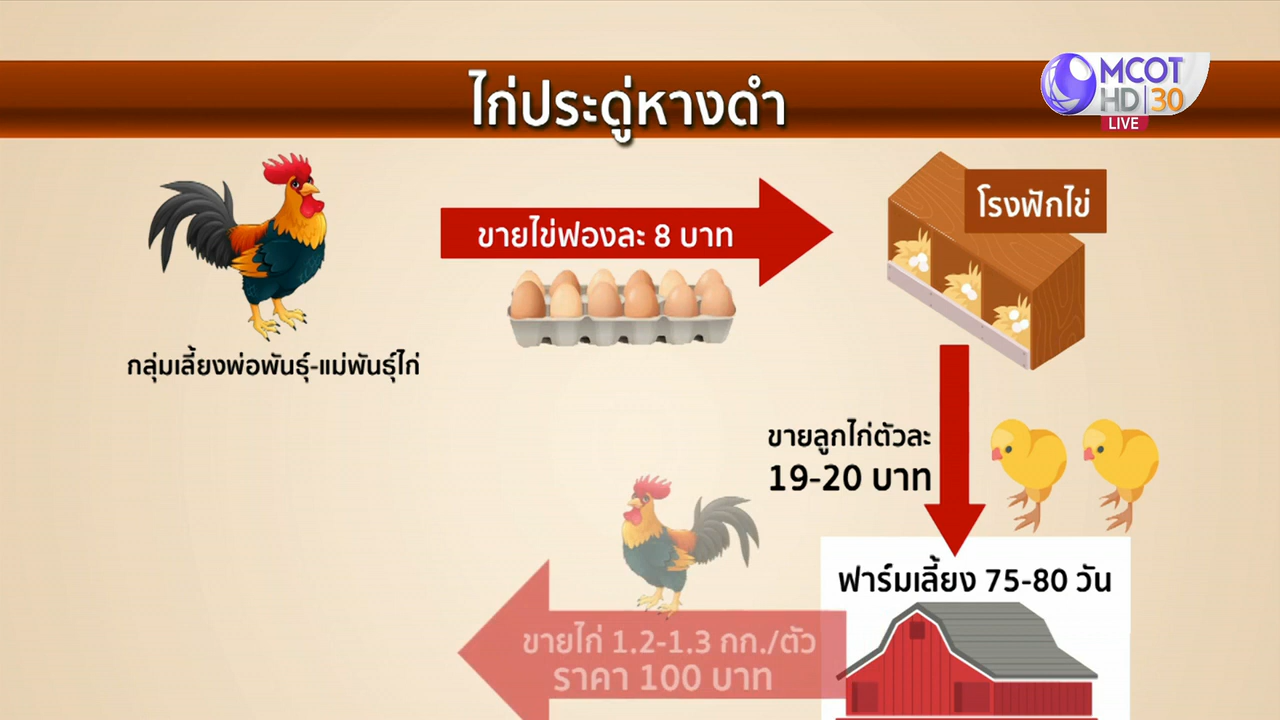 ไก่ประดู่หางดำ
MCOT
HD 30
LIVE
ขายไข่ฟองละ 8 บาท
โรงฟักไข่
กลุ่มเลี้ยงพ่อพันธุ์-แม่พันธุ์ไก่
ขายลูกไก่ตัวละ
19-20 บาท
ฟาร์มเลี้ยง 75-80 วัน
ขายไก่ 1.2-1.3 กก./ตัว
ราคา 100 บาท